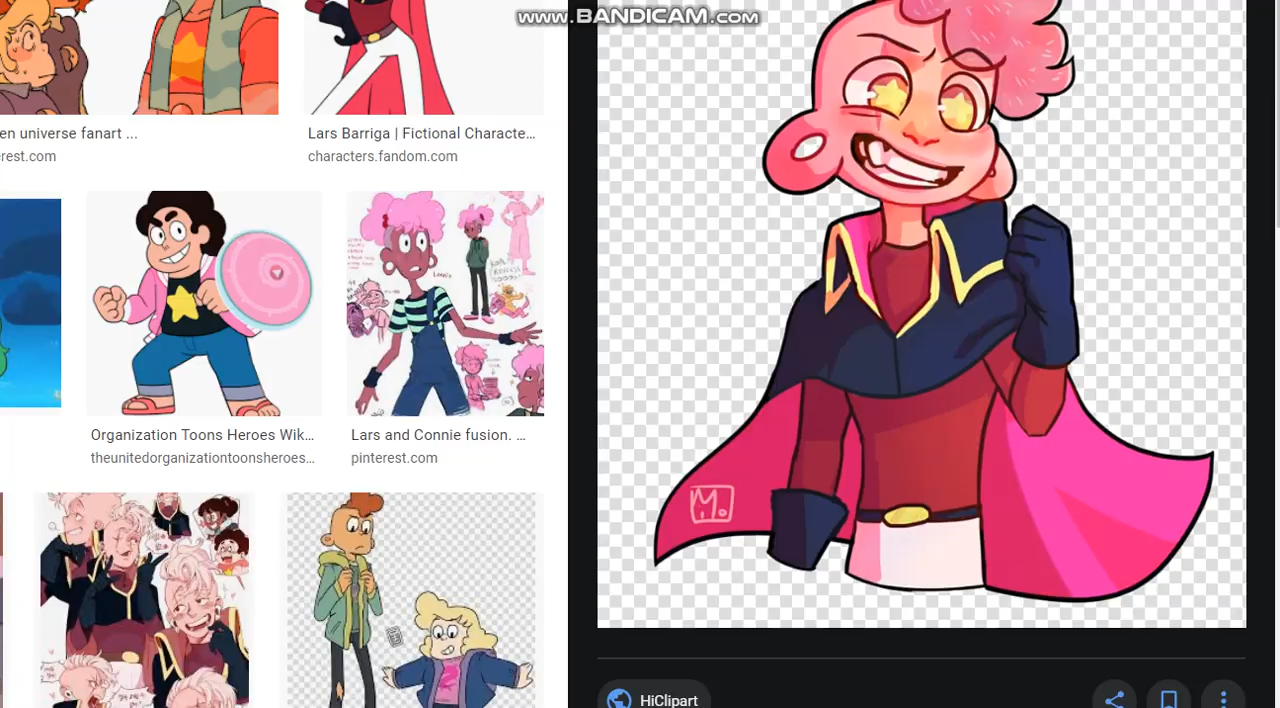 www.BANDICAM.com
en universe fanart ...
rest.com
Lars Barriga | Fictional Characte...
characters.fandom.com
Organization Toons Heroes Wik...
theunitedorganizationtoonsheroes...
Lars and Connie fusion. ...
pinterest.com
M.
HiClipart